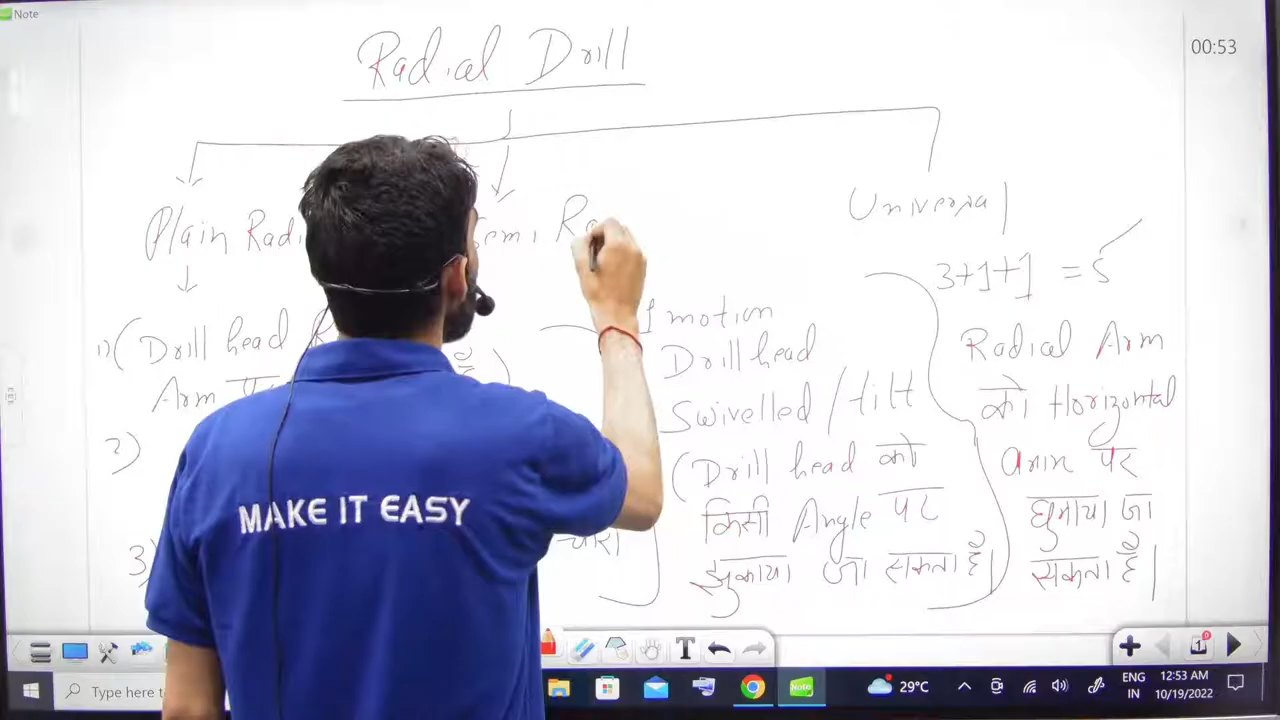 Note
00:53
Radial Drill
Plain Radi
Semi Ra
Universal
3+1+1 = 5
1) (Drill head
Arm
2)
3)
1 motion
Drill head
Swivelled / tilt
(Drill head को
किसी Angle पर
झुकाया जा सकता है।
Radial Arm
को Horizontal
पर
घुमाया जा
सकता है।
MAKE IT EASY
Type here to
29°C
ENG
IN
12:53 AM
10/19/2022